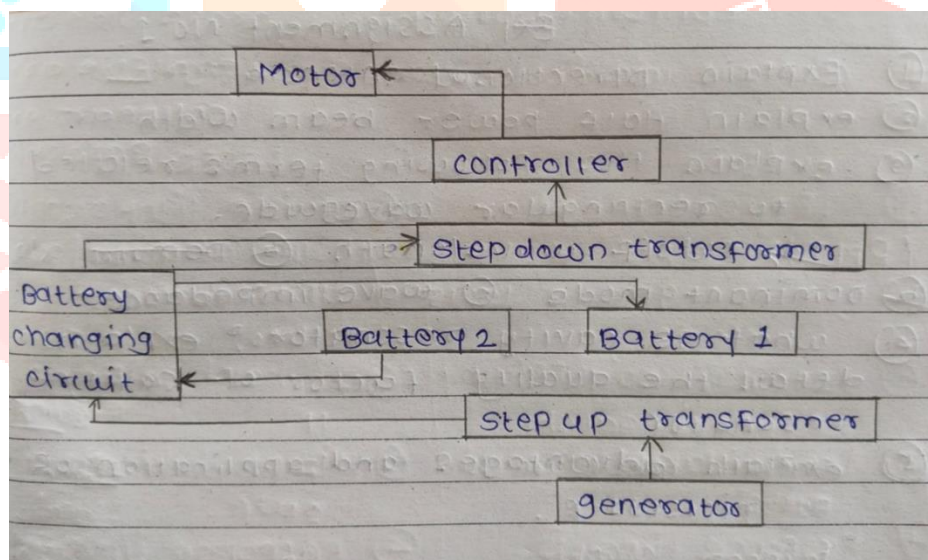 Motor
controller
Step down transformer
Battery
changing
circuit
Battery 2
Battery 1
Step up transformer
generator